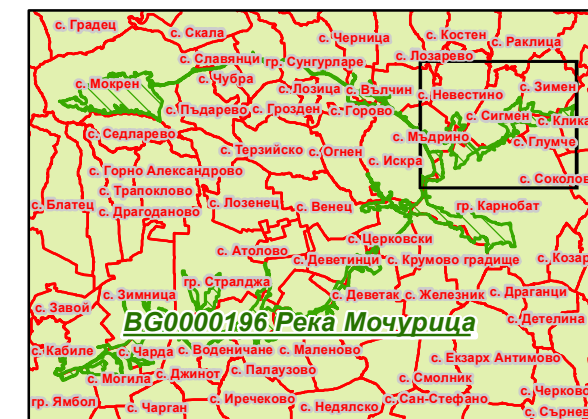 с. Градец
с. Скала
с. Черница
с. Костен
с. Раклица
с. Славянци
гр. Сунгурларе
с. Лозарево
с. Мокрен
с. Чубра
с. Лозица
с. Вълчин
с. Невестино
с. Зимен
с. Пъдарево
с. Грозден
с. Горово
с. Сигмен
с. Клика
с. Седларево
с. Мъдрино
с. Глумче
с. Терзийско
с. Огнен
с. Искра
с. Горно Александрово
с. Соколов
с. Трапоклово
с. Блатец
с. Драгоданово
с. Лозенец
с. Венец
гр. Карнобат
с. Церковски
с. Атолово
с. Деветинци
с. Крумово градище
с. Козар
гр. Стралджа
с. Зимница
с. Деветак
с. Железник
с. Драганци
с. Завой
BG0000196 Река Мочурица
с. Детелина
с. Кабиле
с. Чарда
с. Воденичане
с. Маленово
с. Екзарх Антимово
с. Могила
с. Джинот
с. Палаузово
с. Смолник
гр. Ямбол
с. Чарган
с. Иречеково
с. Недялско
с. Сан-Стефано
с. Черково
с. Сърнев